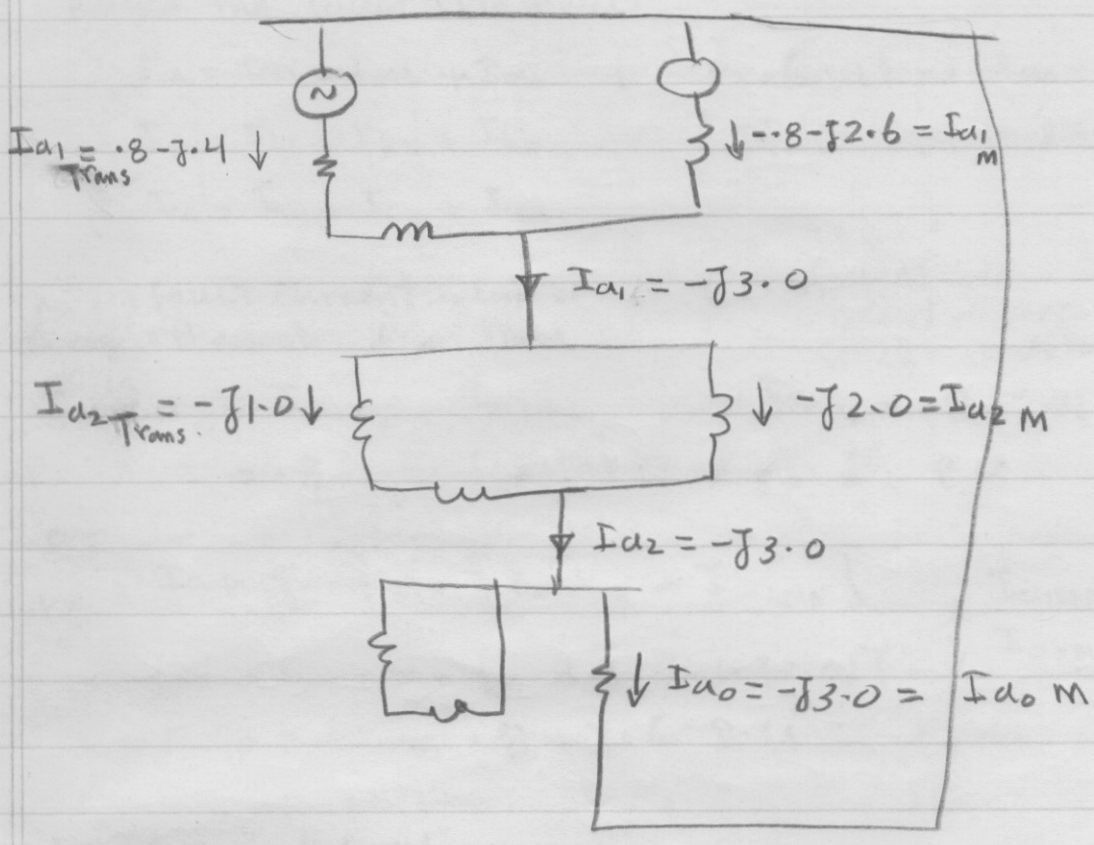 ~
Ia1 Trans = .8-J.4 ↓
↓ -.8-J2.6 = Ia1 m
Ia1 = -J3.0
Ia2 Trans. = -J1.0 ↓
↓ -J2.0 = Ia2 M
Ia2 = -J3.0
↓ Ia0 = -J3.0 = Ia0 M